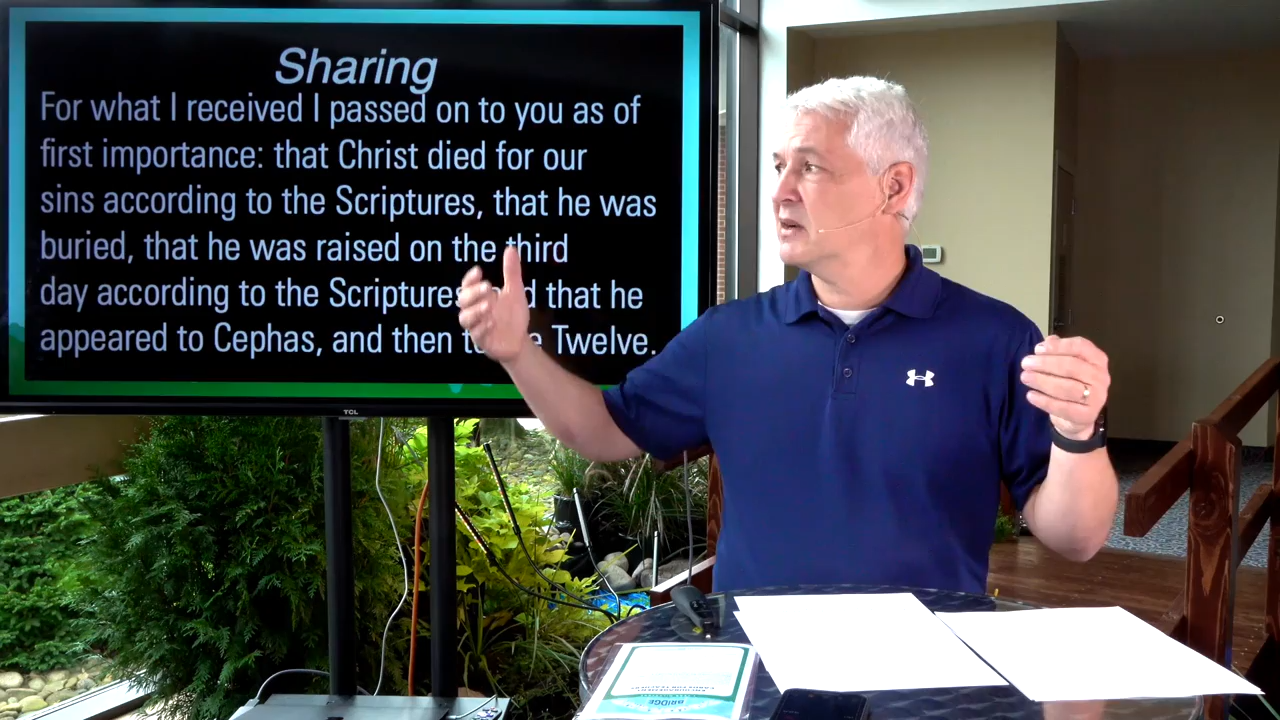 Sharing
For what I received I passed on to you as of
first importance: that Christ died for our
sins according to the Scriptures, that he was
buried, that he was raised on the third
day according to the Scriptures d that he
appeared to Cephas, and then t e Twelve.
TCL
BRIDGE